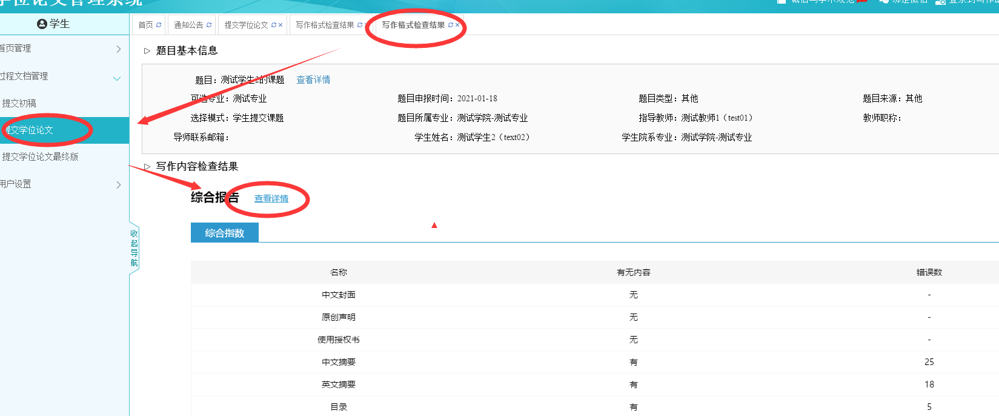 学位论文管理系统
诚信与学术规范
绑定微信
学生
首页 通知公告 提交学位论文 写作格式检查结果 写作格式检查结果
首页管理
过程文档管理
提交初稿
提交学位论文
提交学位论文最终版
用户设置
收起导航
题目基本信息
题目：测试学生2的课题 查看详情
可选专业：测试专业 题目申报时间：2021-01-18 题目类型：其他 题目来源：其他
选择模式：学生提交课题 题目所属专业：测试学院-测试专业 指导教师：测试教师1（test01） 教师职称：
导师联系邮箱： 学生姓名：测试学生2（text02） 学生院系专业：测试学院-测试专业
写作内容检查结果
综合报告 查看详情
综合指数
名称 有无内容 错误数
中文封面 无 -
原创声明 无 -
使用授权书 无 -
中文摘要 有 25
英文摘要 有 18
目录 有 5